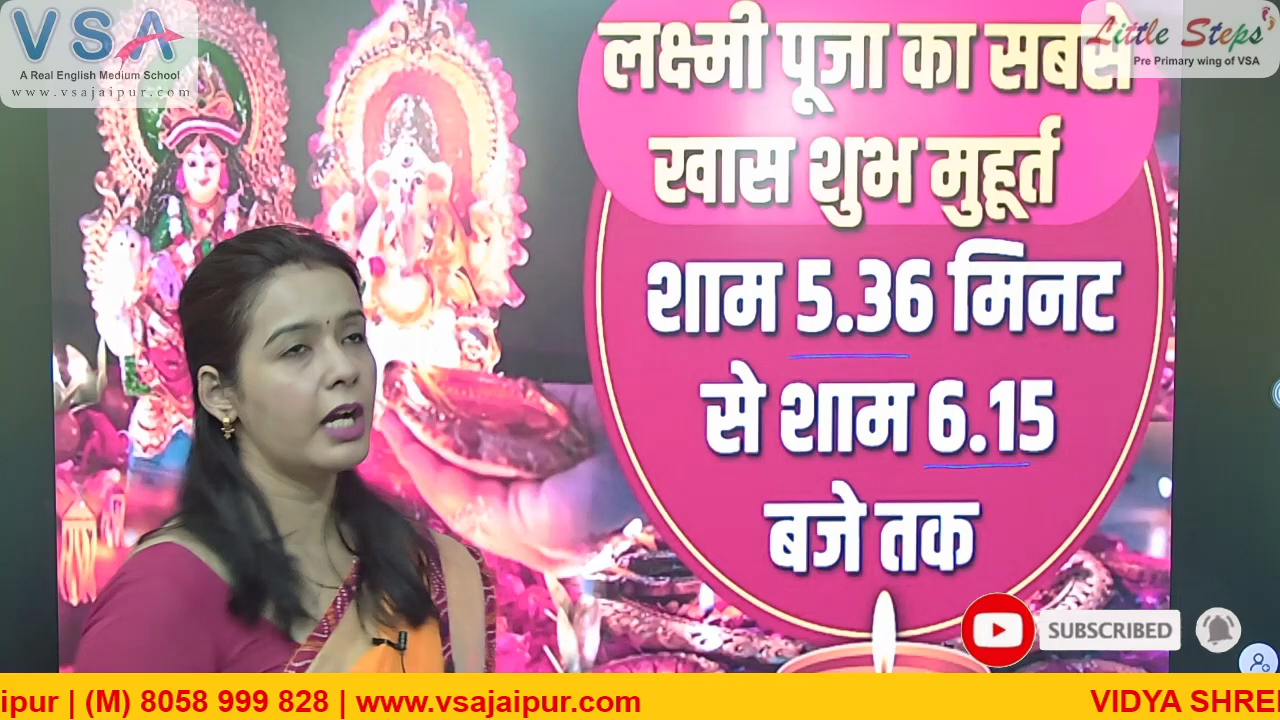 VSA
A Real English Medium School
www.vsajaipur.com
Little Steps
Pre Primary wing of VSA
लक्ष्मी पूजा का सबसे
खास शुभ मुहूर्त
शाम 5.36 मिनट
से शाम 6.15
बजे तक
SUBSCRIBED
ipur | (M) 8058 999 828 | www.vsajaipur.com
VIDYA SHREE